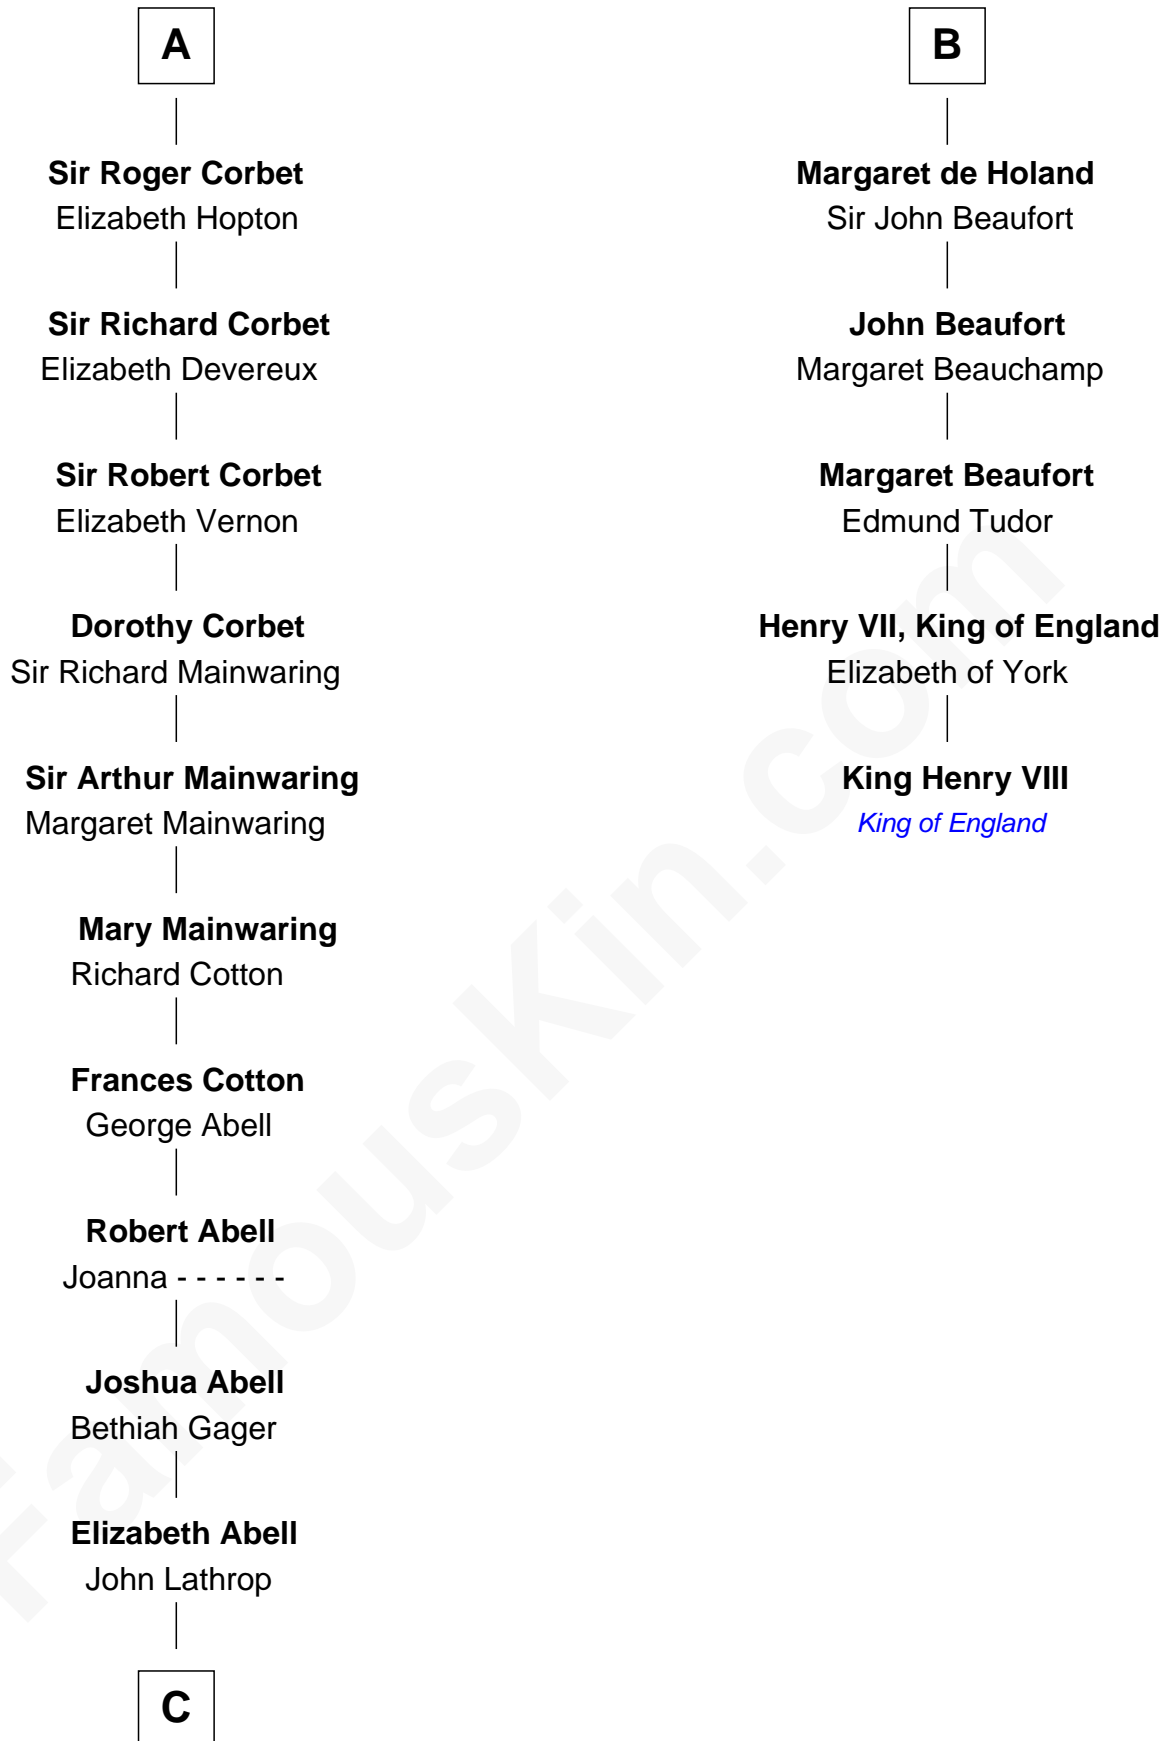 A
Sir Roger Corbet
Elizabeth Hopton
Sir Richard Corbet
Elizabeth Devereux
Sir Robert Corbet
Elizabeth Vernon
Dorothy Corbet
Sir Richard Mainwaring
Sir Arthur Mainwaring
Margaret Mainwaring
Mary Mainwaring
Richard Cotton
Frances Cotton
George Abell
Robert Abell
Joanna - - - - - -
Joshua Abell
Bethiah Gager
Elizabeth Abell
John Lathrop
C
B
Margaret de Holand
Sir John Beaufort
John Beaufort
Margaret Beauchamp
Margaret Beaufort
Edmund Tudor
Henry VII, King of England
Elizabeth of York
King Henry VIII
King of England
FamousKin.com